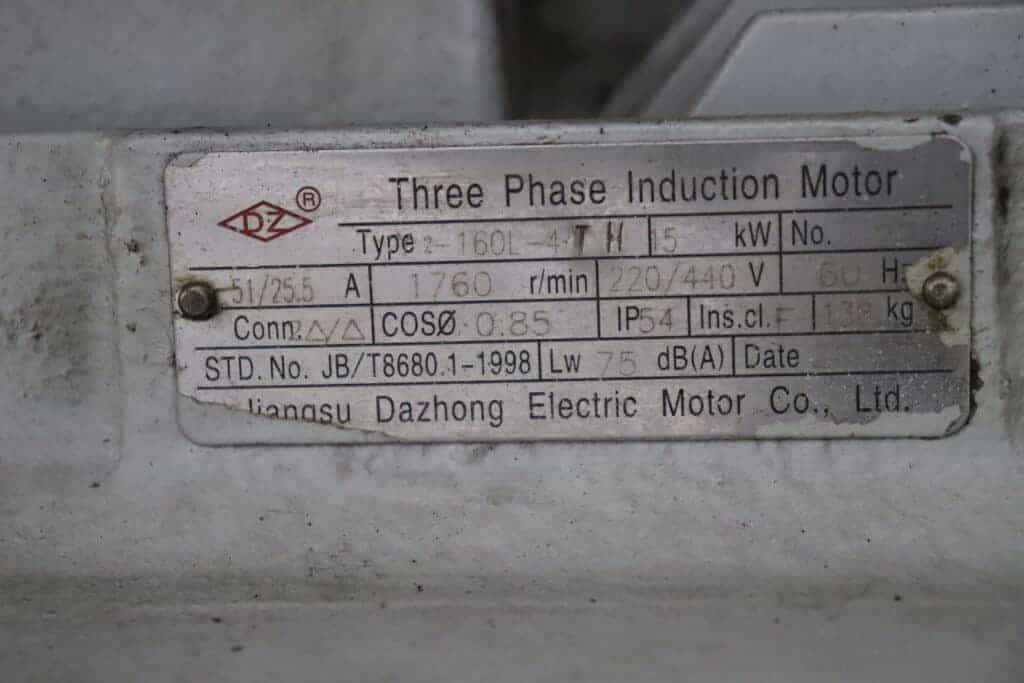 D·Z ®
Three Phase Induction Motor
Type 2-160L-4 TH 15 kW No.
51/25.5 A 1760 r/min 220/440 V 60 Hz
Conn. △△/△ COSØ 0.85 IP54 Ins.cl. F kg
STD. No. JB/T8680.1-1998 Lw 75 dB(A) Date
Jiangsu Dazhong Electric Motor Co., Ltd.